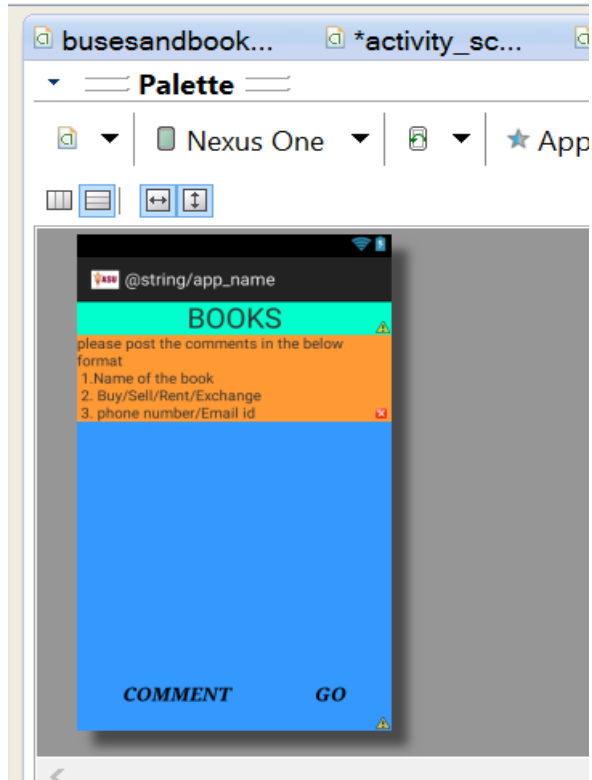 busesandbook... *activity_sc...
Palette
Nexus One App
ASU @string/app_name
BOOKS
please post the comments in the below
format
1.Name of the book
2. Buy/Sell/Rent/Exchange
3. phone number/Email id
COMMENT GO